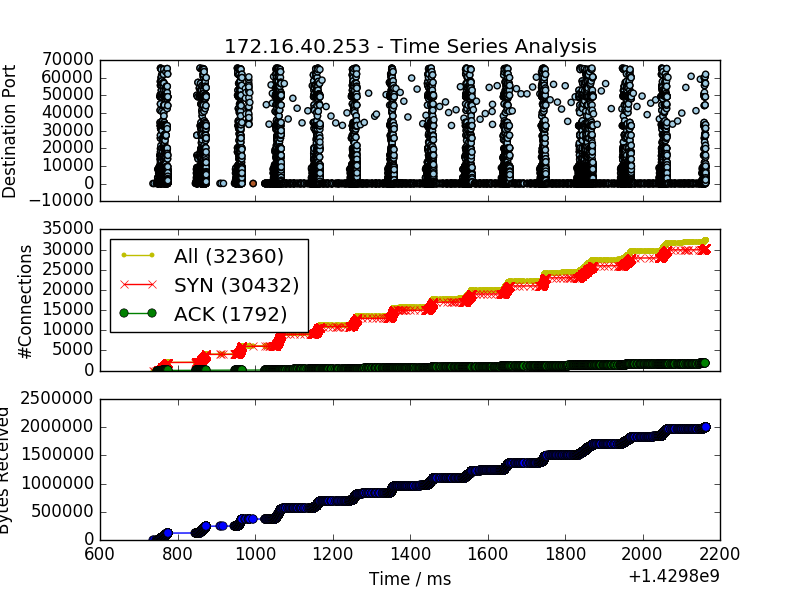 172.16.40.253 - Time Series Analysis
Destination Port
70000
60000
50000
40000
30000
20000
10000
0
−10000
#Connections
35000
30000
25000
20000
15000
10000
5000
0
All (32360)
SYN (30432)
ACK (1792)
Bytes Received
2500000
2000000
1500000
1000000
500000
0
600 800 1000 1200 1400 1600 1800 2000 2200
Time / ms
+1.4298e9